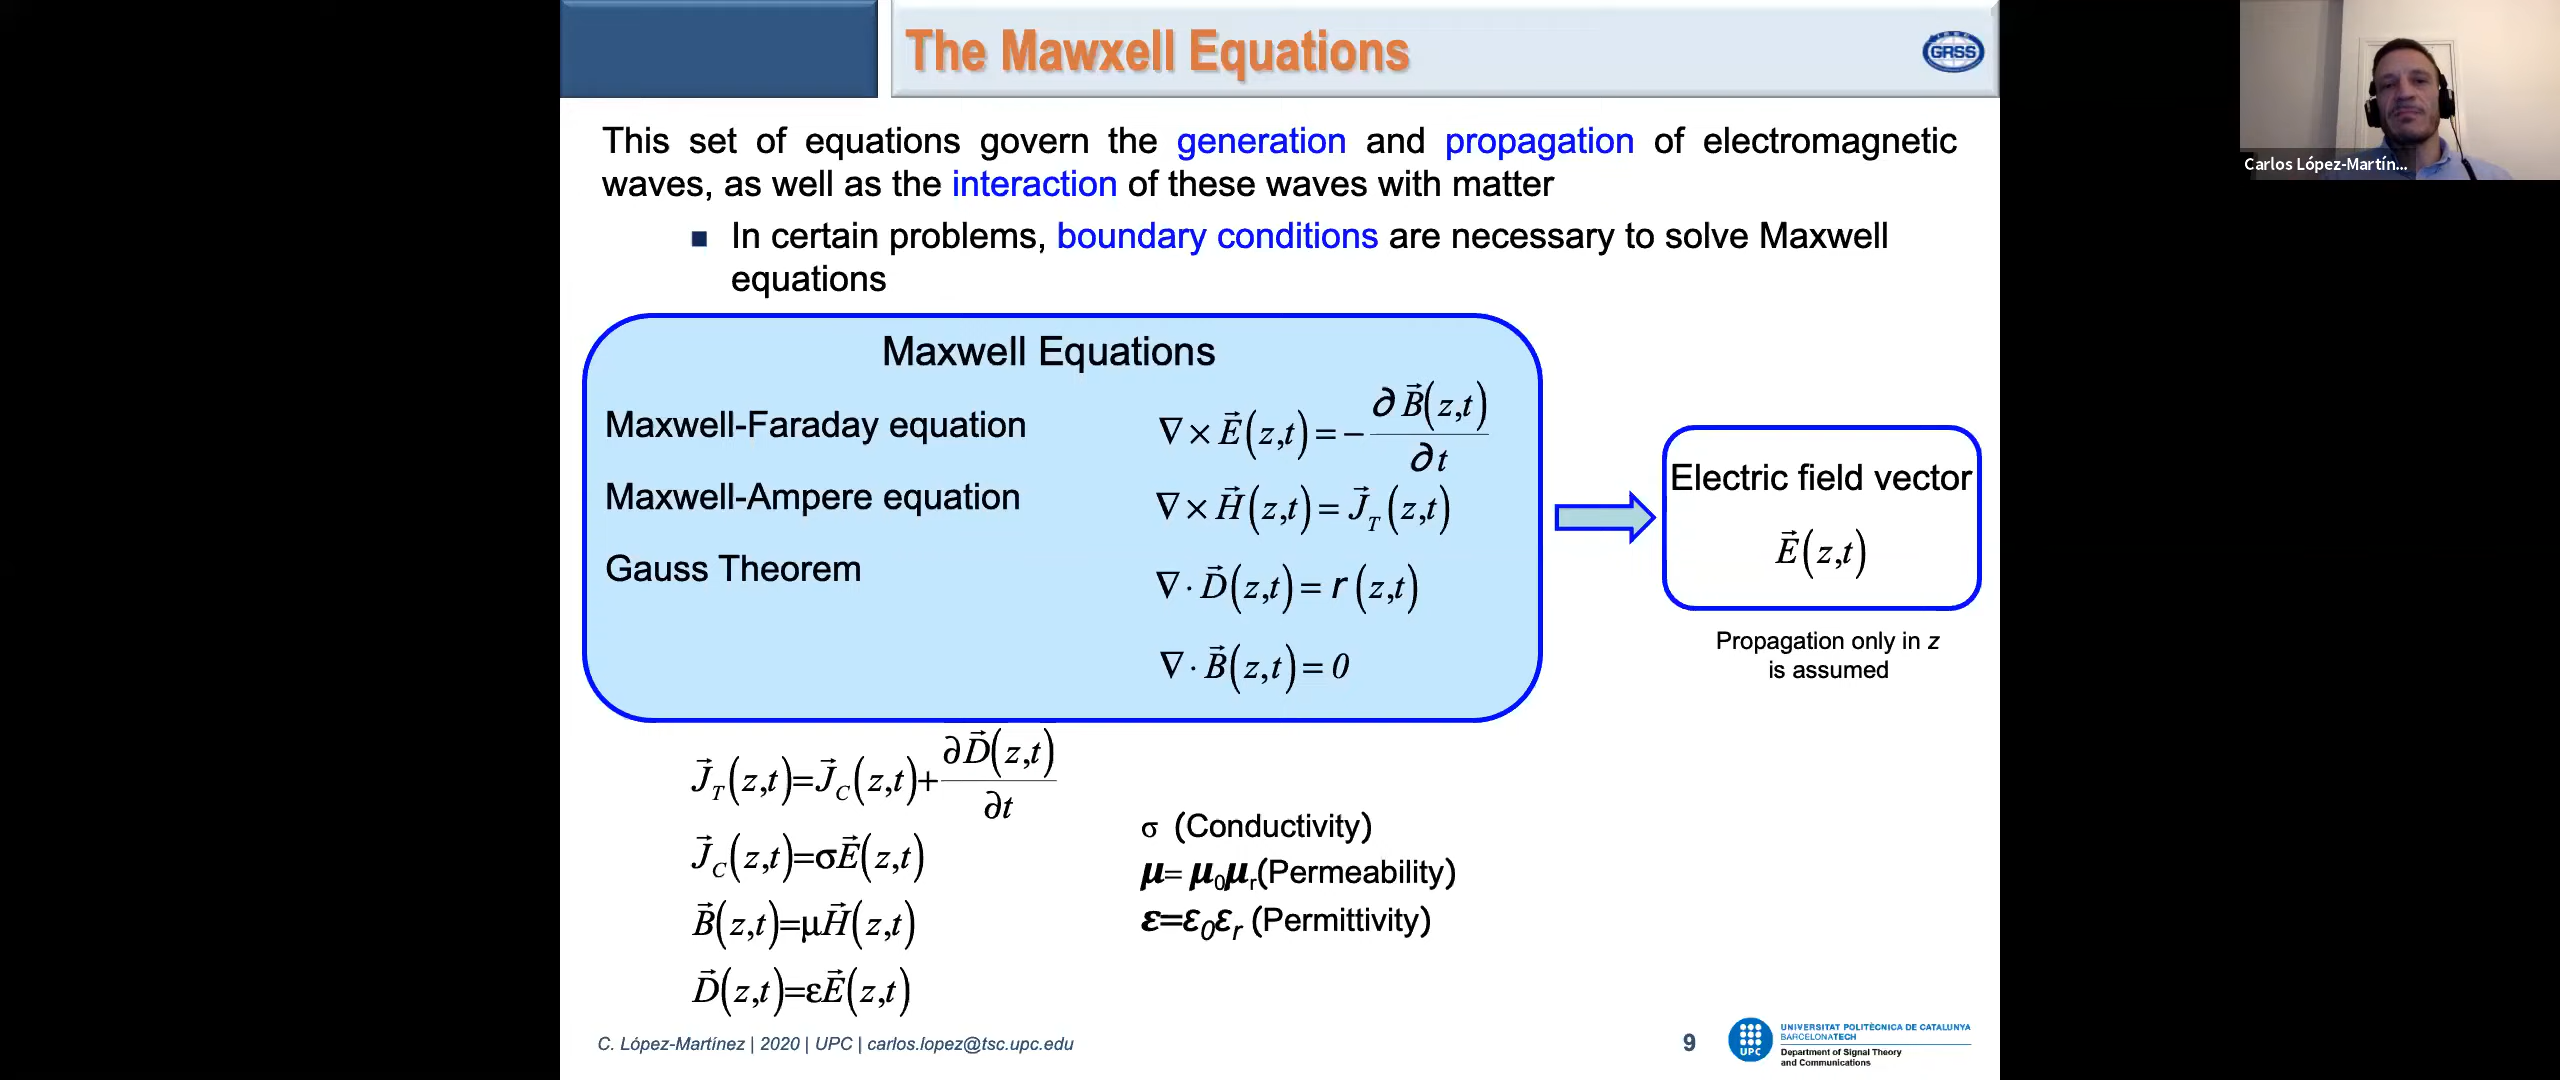 The Mawxell Equations
GRSS
Carlos López-Martín...
This set of equations govern the generation and propagation of electromagnetic
waves, as well as the interaction of these waves with matter
In certain problems, boundary conditions are necessary to solve Maxwell
equations
Maxwell Equations
Maxwell-Faraday equation ∇×E⃗(z,t)=−∂B⃗(z,t)/∂t
Maxwell-Ampere equation ∇×H⃗(z,t)=J⃗_T(z,t)
Gauss Theorem ∇·D⃗(z,t)=r(z,t)
∇·B⃗(z,t)=0
Electric field vector
E⃗(z,t)
Propagation only in z
is assumed
J⃗_T(z,t)=J⃗_C(z,t)+∂D⃗(z,t)/∂t
J⃗_C(z,t)=σE⃗(z,t)
B⃗(z,t)=μH⃗(z,t)
D⃗(z,t)=εE⃗(z,t)
σ (Conductivity)
μ= μ₀μᵣ(Permeability)
ε=ε₀εᵣ (Permittivity)
C. López-Martínez | 2020 | UPC | carlos.lopez@tsc.upc.edu
9
UPC
UNIVERSITAT POLITÈCNICA DE CATALUNYA
BARCELONATECH
Department of Signal Theory
and Communications